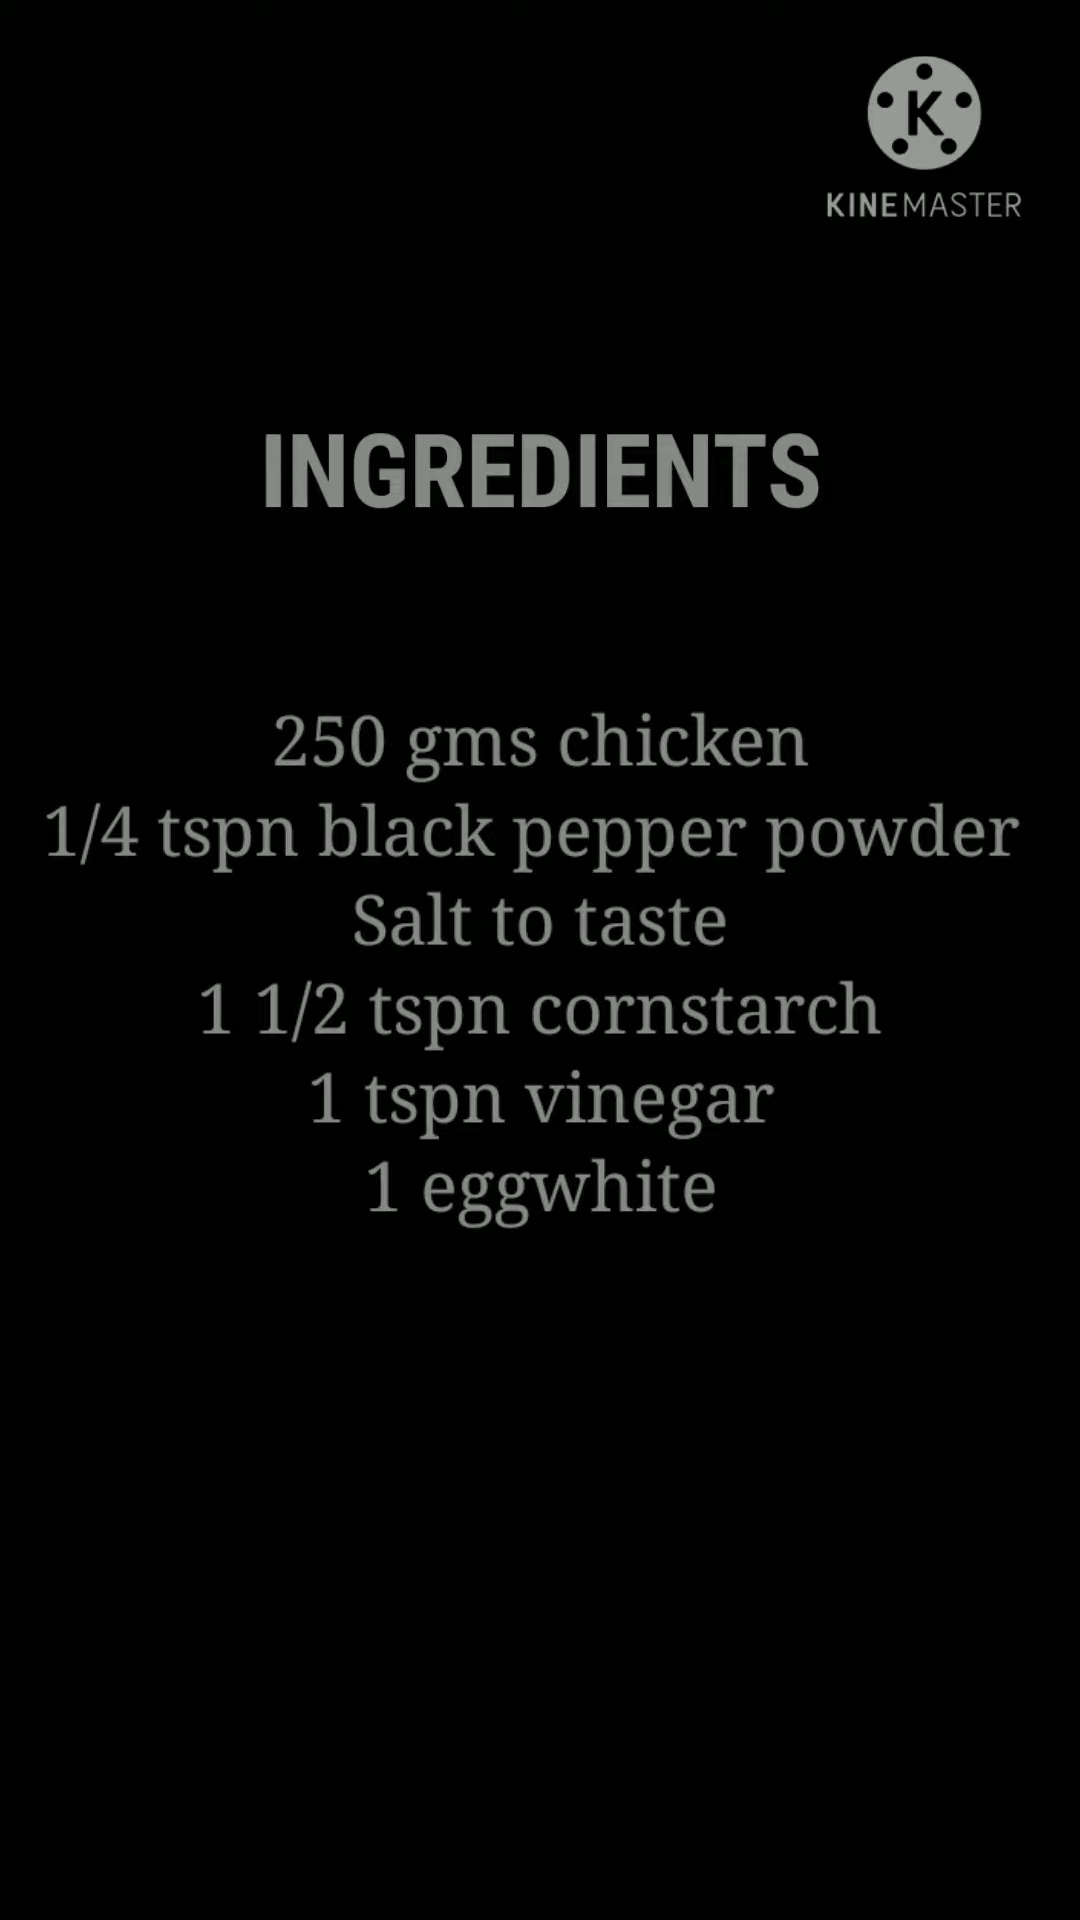 K
KINEMASTER
INGREDIENTS
250 gms chicken
1/4 tspn black pepper powder
Salt to taste
1 1/2 tspn cornstarch
1 tspn vinegar
1 eggwhite